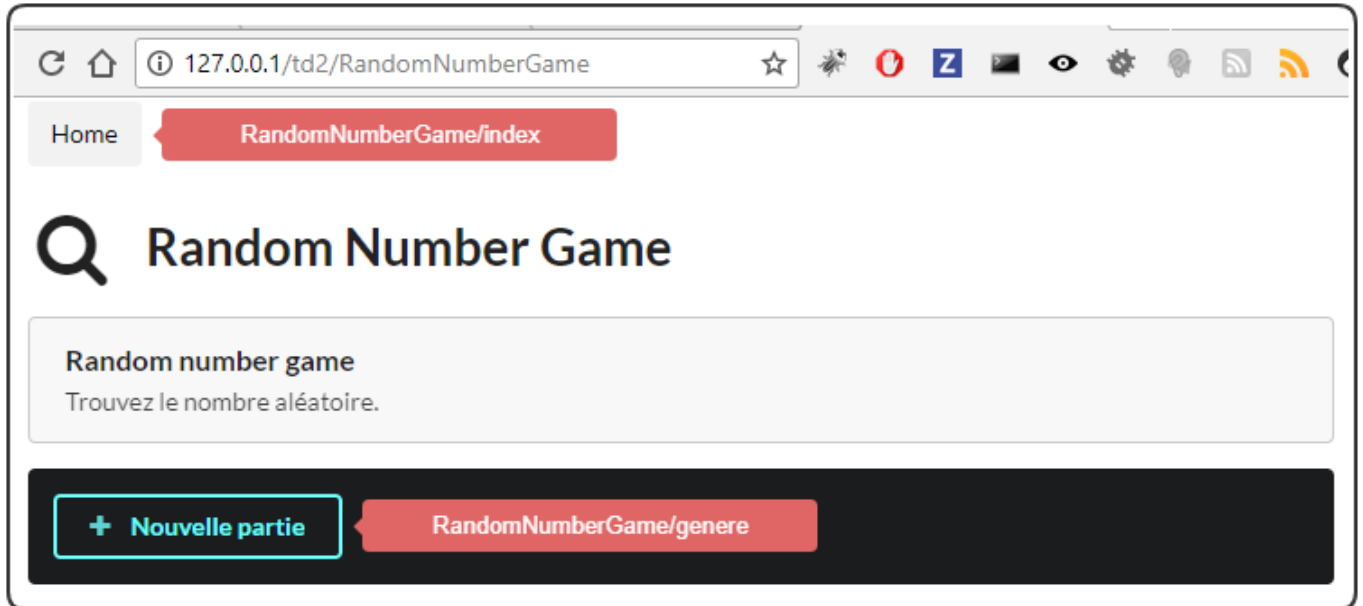 127.0.0.1/td2/RandomNumberGame
Z
Home
RandomNumberGame/index
Random Number Game
Random number game
Trouvez le nombre aléatoire.
Nouvelle partie
RandomNumberGame/genere